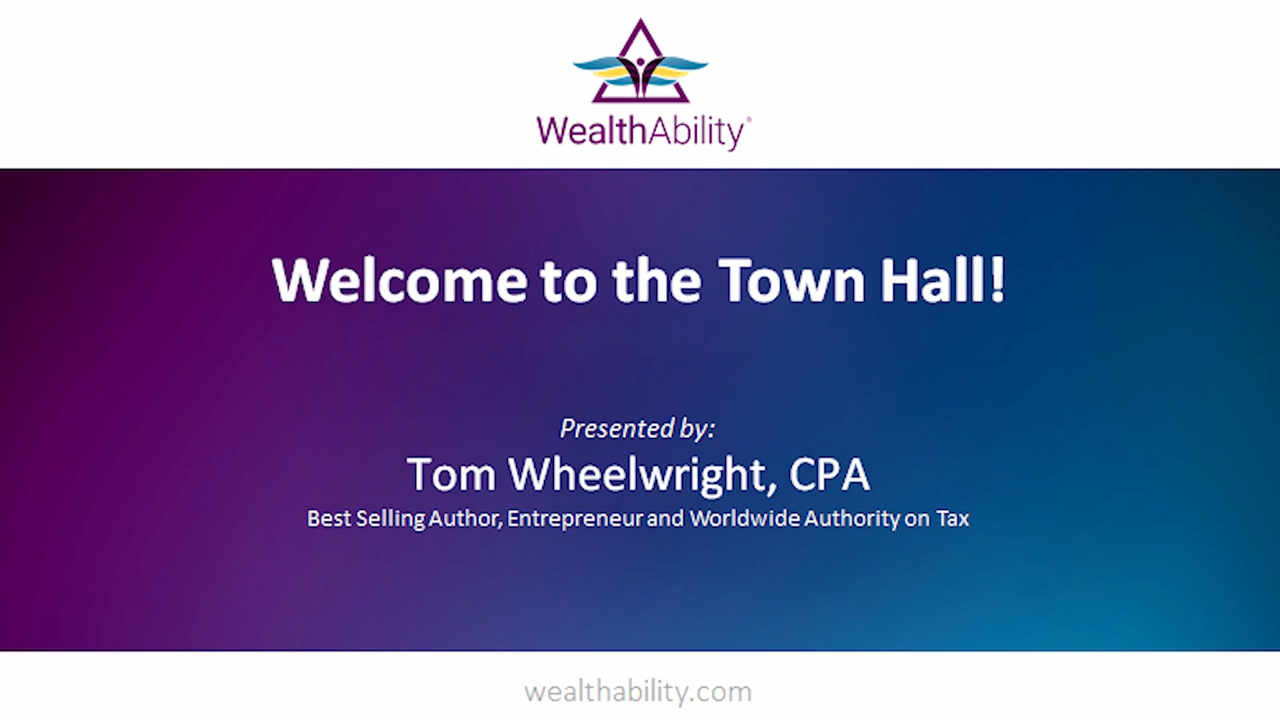 WealthAbility®
Welcome to the Town Hall!
Presented by:
Tom Wheelwright, CPA
Best Selling Author, Entrepreneur and Worldwide Authority on Tax
wealthability.com